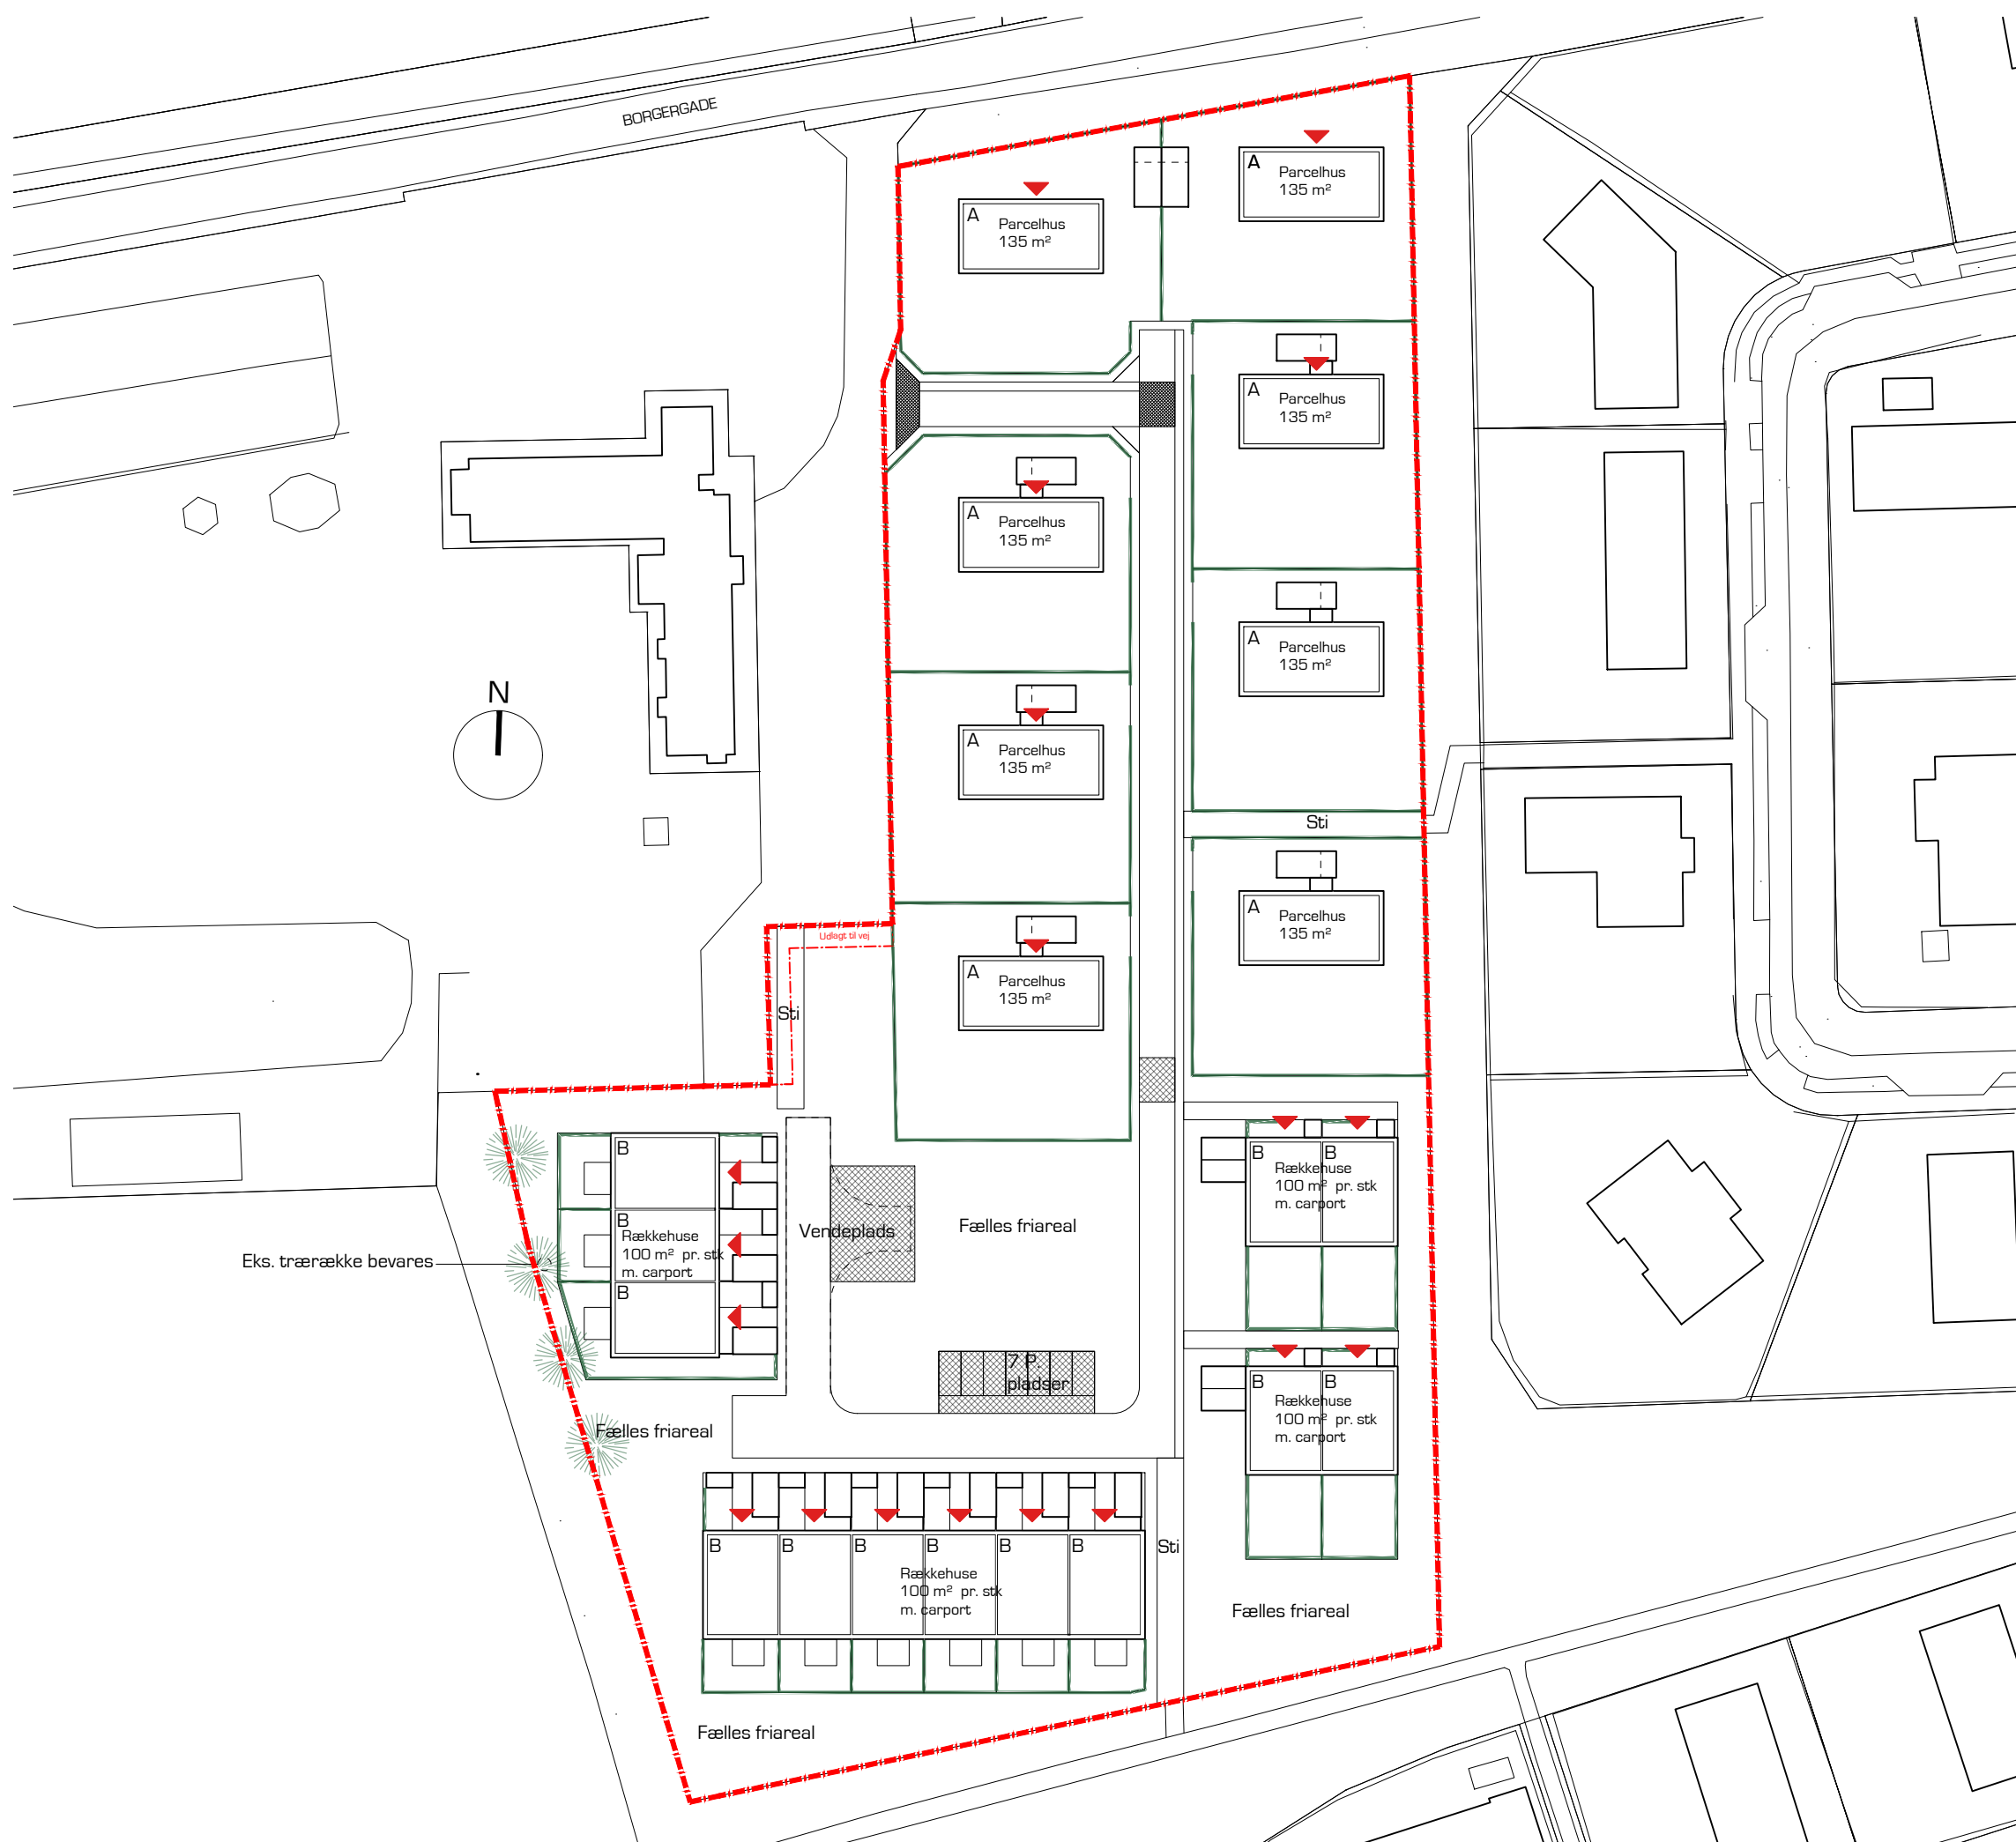 BORGERGADE
A
Parcelhus
135 m²
A
Parcelhus
135 m²
A
Parcelhus
135 m²
A
Parcelhus
135 m²
A
Parcelhus
135 m²
N
A
Parcelhus
135 m²
Sti
A
Parcelhus
135 m²
Udlagt til vej
A
Parcelhus
135 m²
Sti
B
B
Rækkehuse
100 m² pr. stk
m. carport
B
Eks. trærække bevares
Vendeplads
Fælles friareal
B
B
Rækkehuse
100 m² pr. stk
m. carport
7 P.
pladser
B
B
Rækkehuse
100 m² pr. stk
m. carport
Fælles friareal
B
B
B
B
B
B
Rækkehuse
100 m² pr. stk
m. carport
Sti
Fælles friareal
Fælles friareal